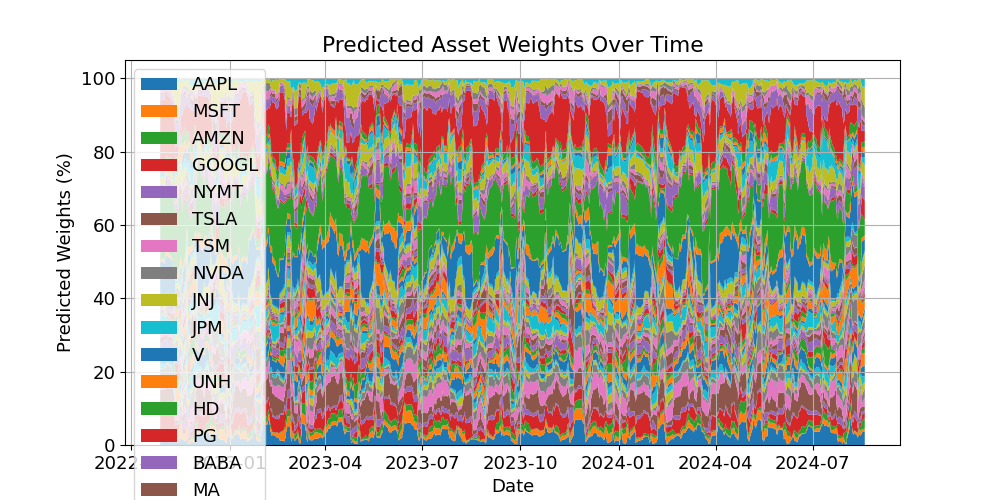 Predicted Asset Weights Over Time
Predicted Weights (%)
100
80
60
40
20
0
AAPL
MSFT
AMZN
GOOGL
NYMT
TSLA
TSM
NVDA
JNJ
JPM
V
UNH
HD
PG
BABA
MA
2023-04
2023-07
2023-10
2024-01
2024-04
2024-07
Date